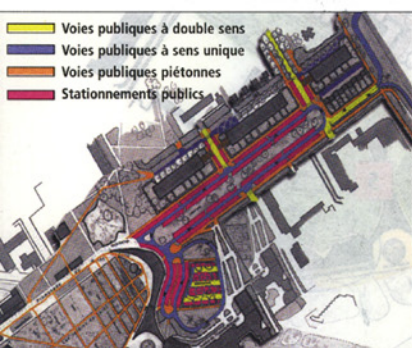 Voies publiques à double sens
Voies publiques à sens unique
Voies publiques piétonnes
Stationnements publics